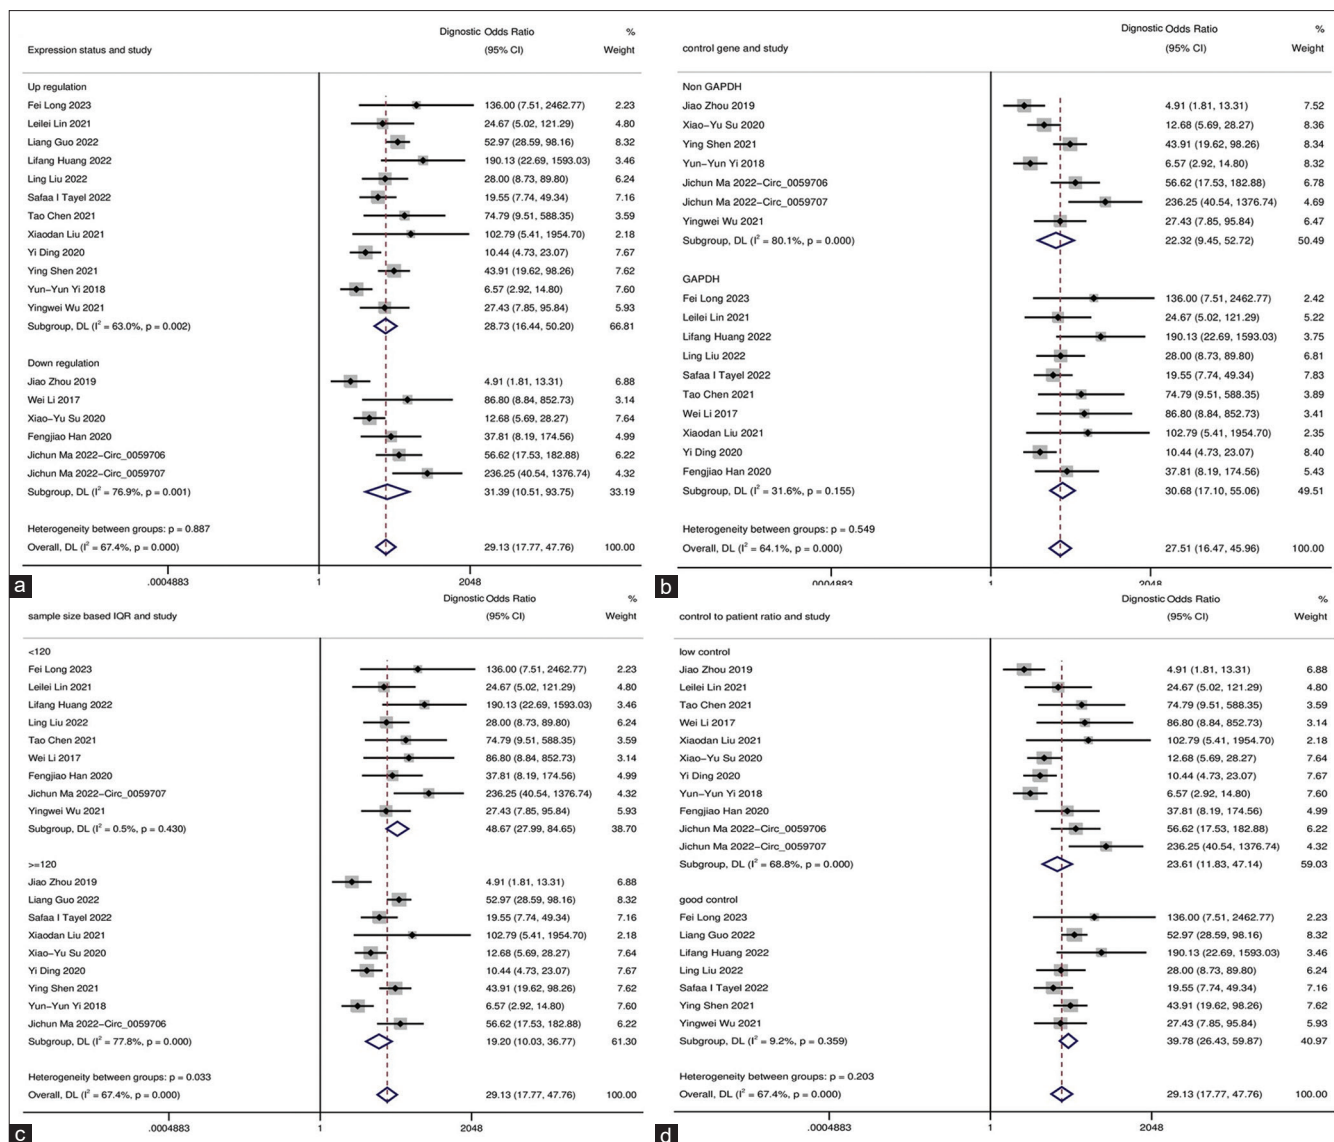 Dignostic Odds Ratio %
Expression status and study (95% CI) Weight
Up regulation
Fei Long 2023 136.00 (7.51, 2462.77) 2.23
Leilei Lin 2021 24.67 (5.02, 121.29) 4.80
Liang Guo 2022 52.97 (28.59, 98.16) 8.32
Lifang Huang 2022 190.13 (22.69, 1593.03) 3.46
Ling Liu 2022 28.00 (8.73, 89.80) 6.24
Safaa I Tayel 2022 19.55 (7.74, 49.34) 7.16
Tao Chen 2021 74.79 (9.51, 588.35) 3.59
Xiaodan Liu 2021 102.79 (5.41, 1954.70) 2.18
Yi Ding 2020 10.44 (4.73, 23.07) 7.67
Ying Shen 2021 43.91 (19.62, 98.26) 7.62
Yun−Yun Yi 2018 6.57 (2.92, 14.80) 7.60
Yingwei Wu 2021 27.43 (7.85, 95.84) 5.93
Subgroup, DL (I² = 63.0%, p = 0.002) 28.73 (16.44, 50.20) 66.81
Down regulation
Jiao Zhou 2019 4.91 (1.81, 13.31) 6.88
Wei Li 2017 86.80 (8.84, 852.73) 3.14
Xiao−Yu Su 2020 12.68 (5.69, 28.27) 7.64
Fengjiao Han 2020 37.81 (8.19, 174.56) 4.99
Jichun Ma 2022−Circ_0059706 56.62 (17.53, 182.88) 6.22
Jichun Ma 2022−Circ_0059707 236.25 (40.54, 1376.74) 4.32
Subgroup, DL (I² = 76.9%, p = 0.001) 31.39 (10.51, 93.75) 33.19
Heterogeneity between groups: p = 0.887
Overall, DL (I² = 67.4%, p = 0.000) 29.13 (17.77, 47.76) 100.00
.0004883 1 2048
a
Dignostic Odds Ratio %
control gene and study (95% CI) Weight
Non GAPDH
Jiao Zhou 2019 4.91 (1.81, 13.31) 7.52
Xiao−Yu Su 2020 12.68 (5.69, 28.27) 8.36
Ying Shen 2021 43.91 (19.62, 98.26) 8.34
Yun−Yun Yi 2018 6.57 (2.92, 14.80) 8.32
Jichun Ma 2022−Circ_0059706 56.62 (17.53, 182.88) 6.78
Jichun Ma 2022−Circ_0059707 236.25 (40.54, 1376.74) 4.69
Yingwei Wu 2021 27.43 (7.85, 95.84) 6.47
Subgroup, DL (I² = 80.1%, p = 0.000) 22.32 (9.45, 52.72) 50.49
GAPDH
Fei Long 2023 136.00 (7.51, 2462.77) 2.42
Leilei Lin 2021 24.67 (5.02, 121.29) 5.22
Lifang Huang 2022 190.13 (22.69, 1593.03) 3.75
Ling Liu 2022 28.00 (8.73, 89.80) 6.81
Safaa I Tayel 2022 19.55 (7.74, 49.34) 7.83
Tao Chen 2021 74.79 (9.51, 588.35) 3.89
Wei Li 2017 86.80 (8.84, 852.73) 3.41
Xiaodan Liu 2021 102.79 (5.41, 1954.70) 2.35
Yi Ding 2020 10.44 (4.73, 23.07) 8.40
Fengjiao Han 2020 37.81 (8.19, 174.56) 5.43
Subgroup, DL (I² = 31.6%, p = 0.155) 30.68 (17.10, 55.06) 49.51
Heterogeneity between groups: p = 0.549
Overall, DL (I² = 64.1%, p = 0.000) 27.51 (16.47, 45.96) 100.00
.0004883 1 2048
b
Dignostic Odds Ratio %
sample size based IQR and study (95% CI) Weight
<120
Fei Long 2023 136.00 (7.51, 2462.77) 2.23
Leilei Lin 2021 24.67 (5.02, 121.29) 4.80
Lifang Huang 2022 190.13 (22.69, 1593.03) 3.46
Ling Liu 2022 28.00 (8.73, 89.80) 6.24
Tao Chen 2021 74.79 (9.51, 588.35) 3.59
Wei Li 2017 86.80 (8.84, 852.73) 3.14
Fengjiao Han 2020 37.81 (8.19, 174.56) 4.99
Jichun Ma 2022−Circ_0059707 236.25 (40.54, 1376.74) 4.32
Yingwei Wu 2021 27.43 (7.85, 95.84) 5.93
Subgroup, DL (I² = 0.5%, p = 0.430) 48.67 (27.99, 84.65) 38.70
>=120
Jiao Zhou 2019 4.91 (1.81, 13.31) 6.88
Liang Guo 2022 52.97 (28.59, 98.16) 8.32
Safaa I Tayel 2022 19.55 (7.74, 49.34) 7.16
Xiaodan Liu 2021 102.79 (5.41, 1954.70) 2.18
Xiao−Yu Su 2020 12.68 (5.69, 28.27) 7.64
Yi Ding 2020 10.44 (4.73, 23.07) 7.67
Ying Shen 2021 43.91 (19.62, 98.26) 7.62
Yun−Yun Yi 2018 6.57 (2.92, 14.80) 7.60
Jichun Ma 2022−Circ_0059706 56.62 (17.53, 182.88) 6.22
Subgroup, DL (I² = 77.8%, p = 0.000) 19.20 (10.03, 36.77) 61.30
Heterogeneity between groups: p = 0.033
Overall, DL (I² = 67.4%, p = 0.000) 29.13 (17.77, 47.76) 100.00
.0004883 1 2048
c
Dignostic Odds Ratio %
control to patient ratio and study (95% CI) Weight
low control
Jiao Zhou 2019 4.91 (1.81, 13.31) 6.88
Leilei Lin 2021 24.67 (5.02, 121.29) 4.80
Tao Chen 2021 74.79 (9.51, 588.35) 3.59
Wei Li 2017 86.80 (8.84, 852.73) 3.14
Xiaodan Liu 2021 102.79 (5.41, 1954.70) 2.18
Xiao−Yu Su 2020 12.68 (5.69, 28.27) 7.64
Yi Ding 2020 10.44 (4.73, 23.07) 7.67
Yun−Yun Yi 2018 6.57 (2.92, 14.80) 7.60
Fengjiao Han 2020 37.81 (8.19, 174.56) 4.99
Jichun Ma 2022−Circ_0059706 56.62 (17.53, 182.88) 6.22
Jichun Ma 2022−Circ_0059707 236.25 (40.54, 1376.74) 4.32
Subgroup, DL (I² = 68.8%, p = 0.000) 23.61 (11.83, 47.14) 59.03
good control
Fei Long 2023 136.00 (7.51, 2462.77) 2.23
Liang Guo 2022 52.97 (28.59, 98.16) 8.32
Lifang Huang 2022 190.13 (22.69, 1593.03) 3.46
Ling Liu 2022 28.00 (8.73, 89.80) 6.24
Safaa I Tayel 2022 19.55 (7.74, 49.34) 7.16
Ying Shen 2021 43.91 (19.62, 98.26) 7.62
Yingwei Wu 2021 27.43 (7.85, 95.84) 5.93
Subgroup, DL (I² = 9.2%, p = 0.359) 39.78 (26.43, 59.87) 40.97
Heterogeneity between groups: p = 0.203
Overall, DL (I² = 67.4%, p = 0.000) 29.13 (17.77, 47.76) 100.00
.0004883 1 2048
d